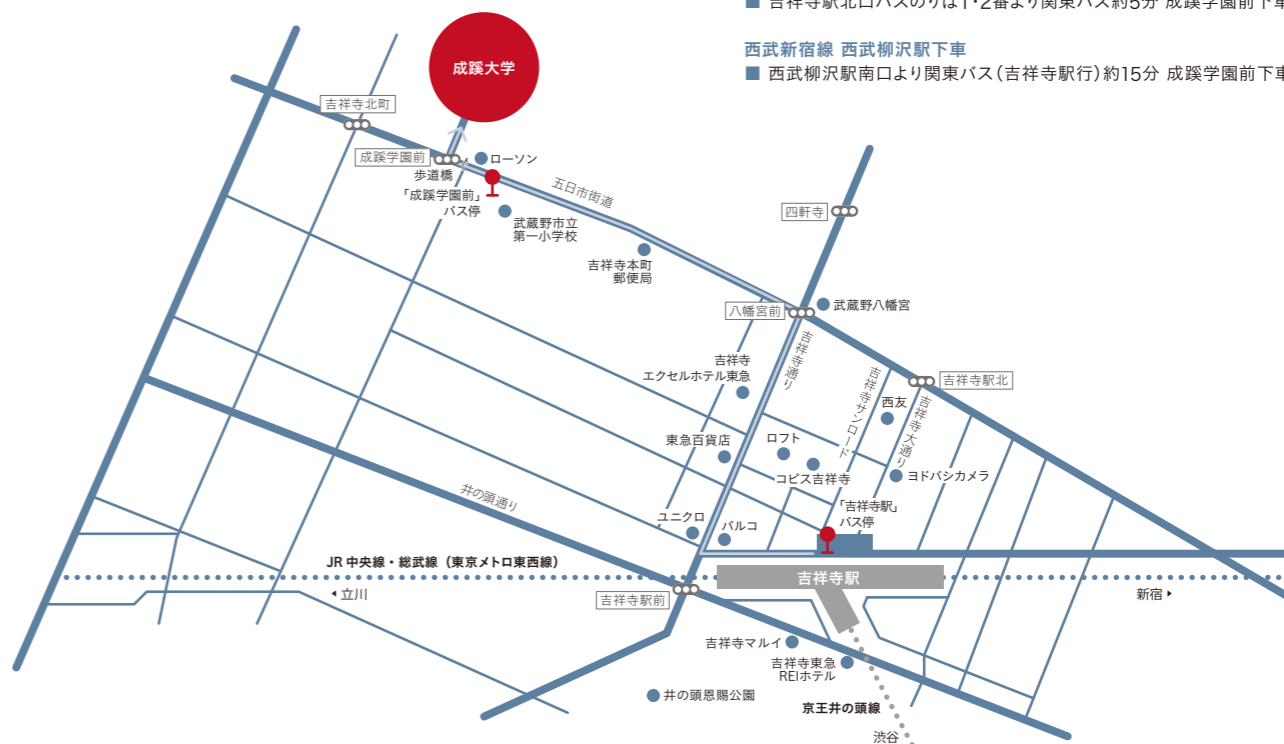 ■ 吉祥寺駅北口バスのりば1・2番より関東バス約5分 成蹊学園前下車
西武新宿線 西武柳沢駅下車
■ 西武柳沢駅南口より関東バス(吉祥寺駅行)約15分 成蹊学園前下車
成蹊大学
吉祥寺北町
成蹊学園前
歩道橋
ローソン
「成蹊学園前」
バス停
五日市街道
武蔵野市立
第一小学校
吉祥寺本町
郵便局
四軒寺
八幡宮前
武蔵野八幡宮
吉祥寺通り
吉祥寺
エクセルホテル東急
吉祥寺サンロード
吉祥寺駅北
西友
吉祥寺大通り
東急百貨店
ロフト
コピス吉祥寺
ヨドバシカメラ
井の頭通り
「吉祥寺駅」
バス停
ユニクロ
パルコ
JR 中央線・総武線(東京メトロ東西線)
吉祥寺駅
立川
吉祥寺駅前
新宿
吉祥寺マルイ
吉祥寺東急
REIホテル
井の頭恩賜公園
京王井の頭線
渋谷